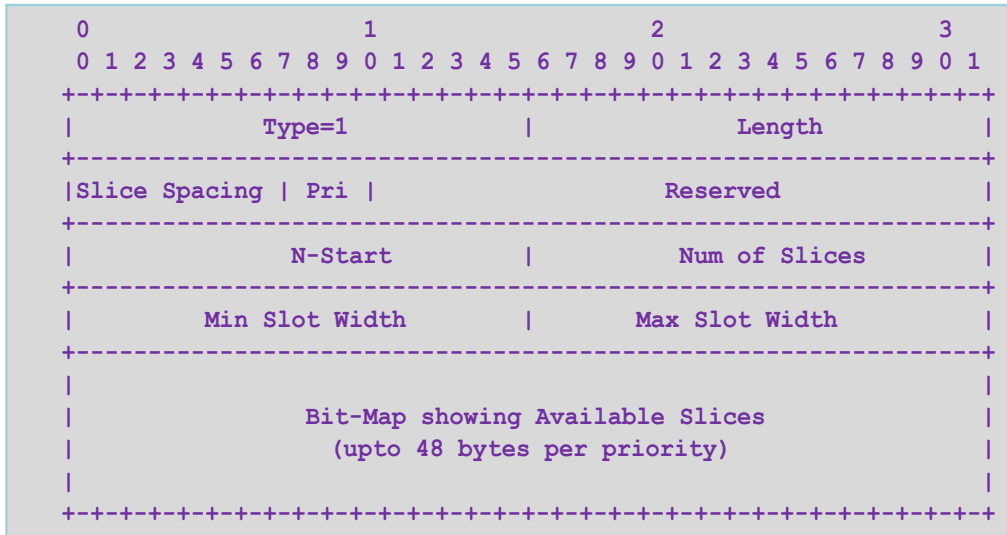 0                   1                   2                   3
 0 1 2 3 4 5 6 7 8 9 0 1 2 3 4 5 6 7 8 9 0 1 2 3 4 5 6 7 8 9 0 1
+-+-+-+-+-+-+-+-+-+-+-+-+-+-+-+-+-+-+-+-+-+-+-+-+-+-+-+-+-+-+-+-+
|             Type=1            |              Length           |
+---------------------------------------------------------------+
|Slice Spacing | Pri |                    Reserved              |
+---------------------------------------------------------------+
|               N-Start         |          Num of Slices        |
+---------------------------------------------------------------+
|         Min Slot Width        |       Max Slot Width          |
+---------------------------------------------------------------+
|                                                               |
|                Bit-Map showing Available Slices               |
|                  (upto 48 bytes per priority)                 |
|                                                               |
+-+-+-+-+-+-+-+-+-+-+-+-+-+-+-+-+-+-+-+-+-+-+-+-+-+-+-+-+-+-+-+-+